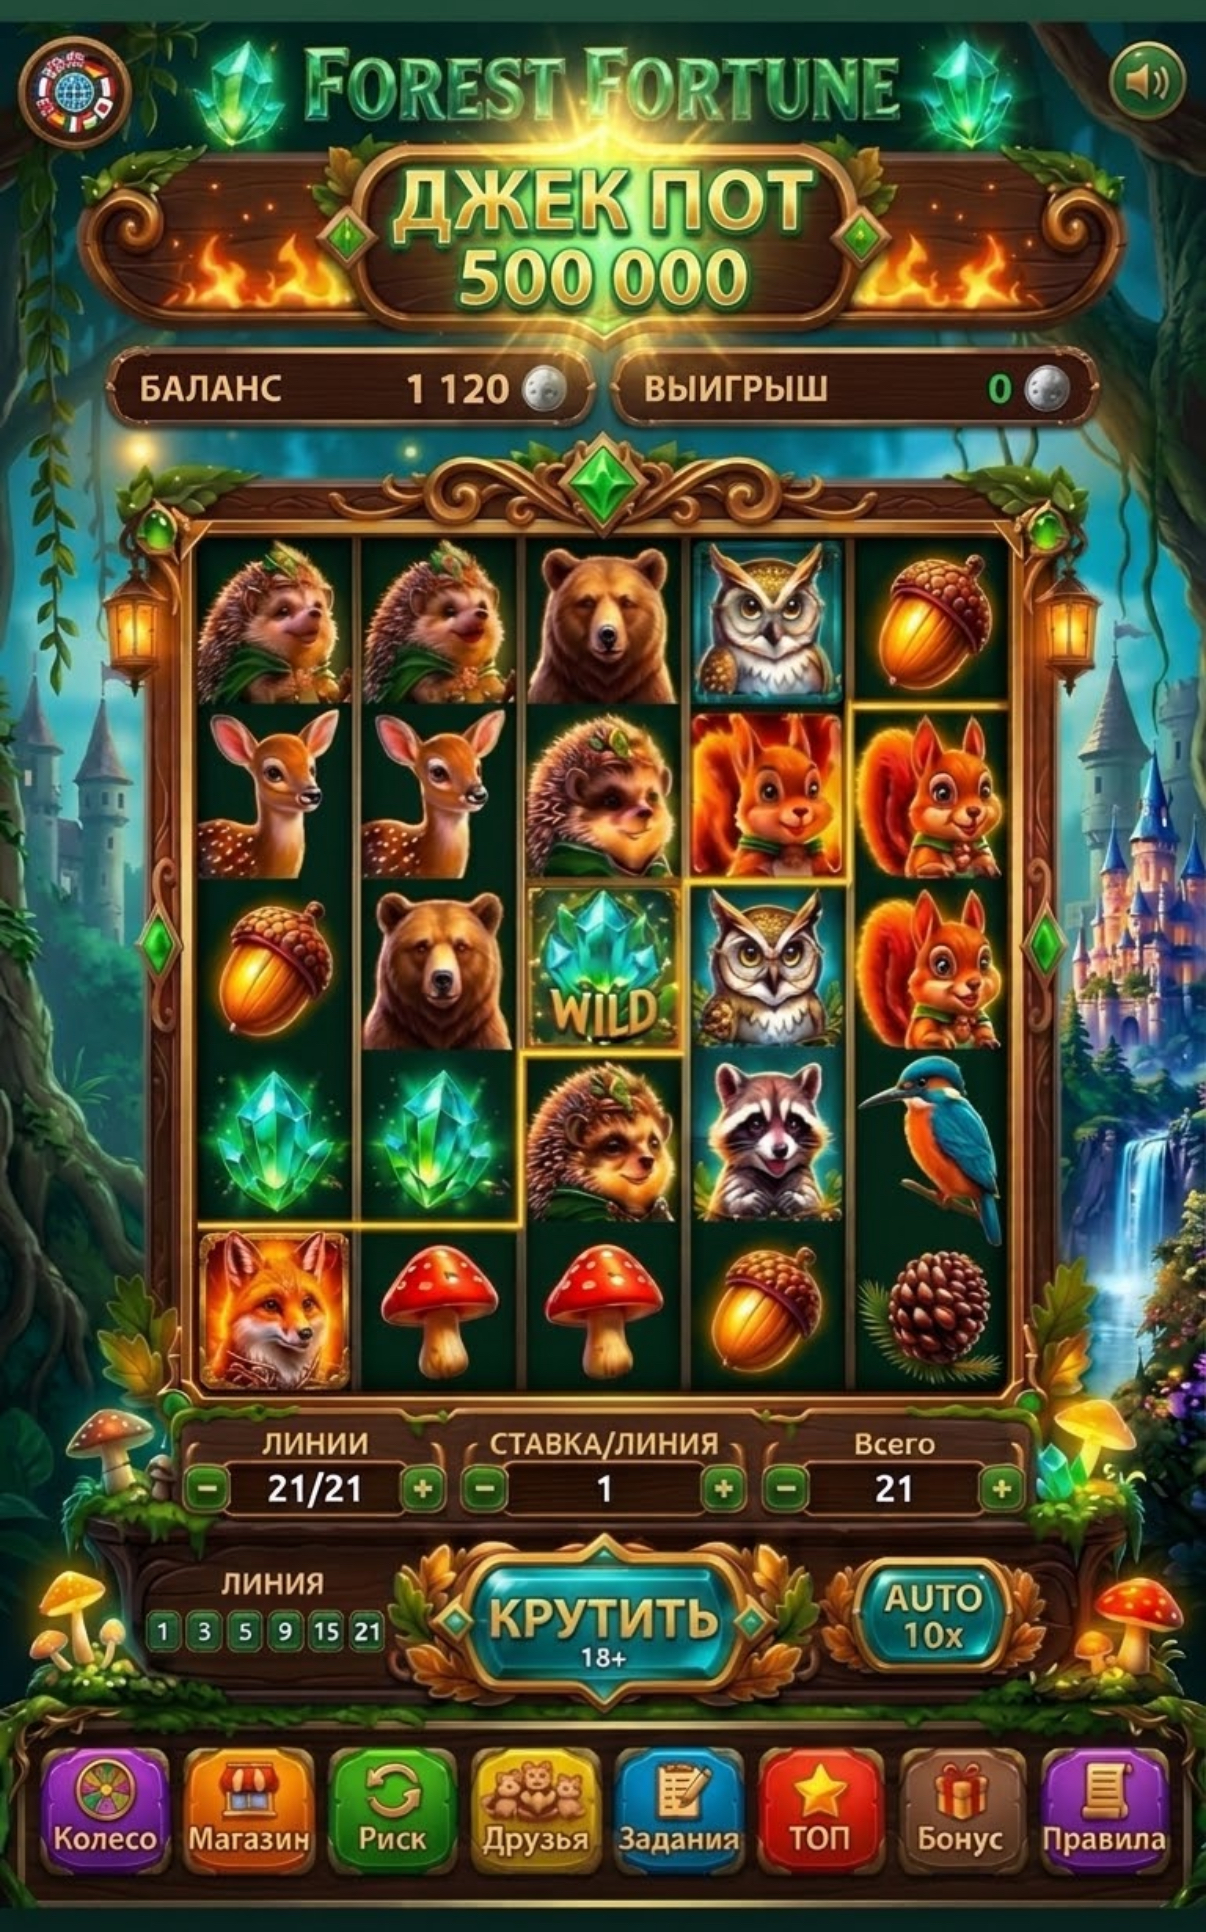 FOREST FORTUNE
ДЖЕК ПОТ
500 000
БАЛАНС 1 120
ВЫИГРЫШ 0
WILD
ЛИНИИ
- 21/21 +
СТАВКА/ЛИНИЯ
- 1 +
Всего
- 21 +
ЛИНИЯ
1 3 5 9 15 21
КРУТИТЬ
18+
AUTO
10x
Колесо
Магазин
Риск
Друзья
Задания
ТОП
Бонус
Правила